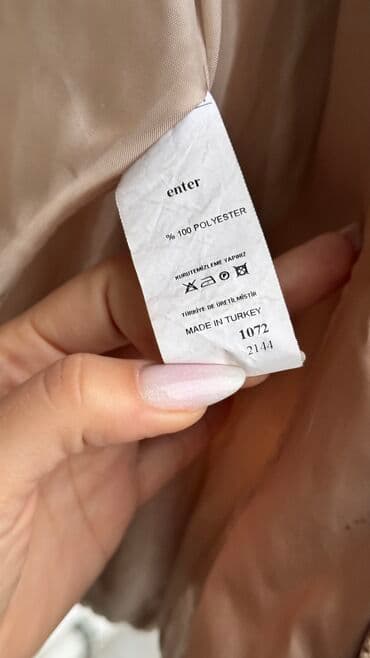 enter
% 100 POLYESTER
KURUTEMİZLEME YAPINIZ
TÜRKİYE DE ÜRETİLMİŞTİR
MADE IN TURKEY
1072
2144